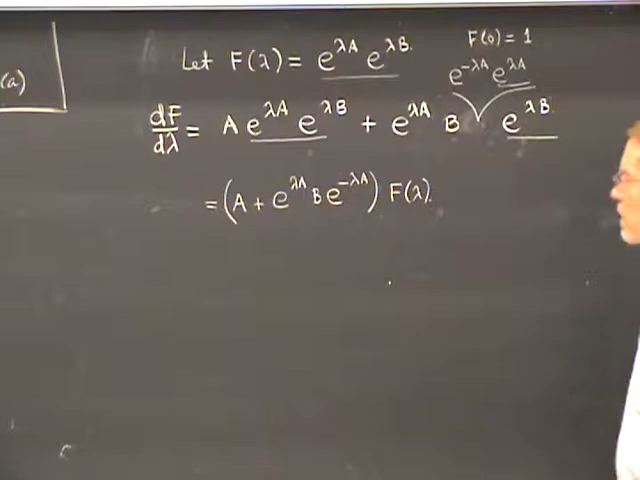 (a)
Let F(λ) = e^{λA} e^{λB}
F(0) = 1
e^{-λA} e^{λA}
dF/dλ = A e^{λA} e^{λB} + e^{λA} B e^{λB}
= (A + e^{λA} B e^{-λA}) F(λ).